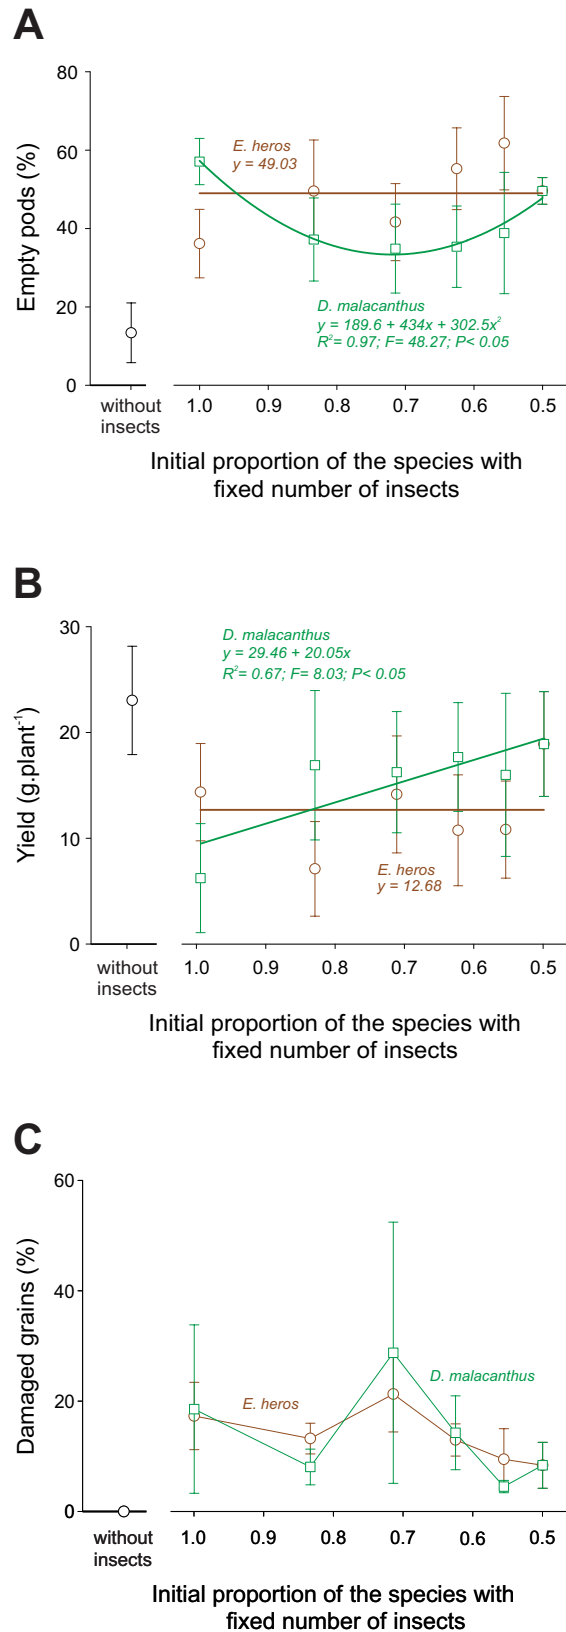 A
80
60
40
20
0
Empty pods (%)
E. heros
y = 49.03
D. malacanthus
y = 189.6 + 434x + 302.5x²
R²= 0.97; F= 48.27; P< 0.05
without
insects
1.0 0.9 0.8 0.7 0.6 0.5
Initial proportion of the species with
fixed number of insects
B
30
20
10
0
Yield (g.plant⁻¹)
D. malacanthus
y = 29.46 + 20.05x
R²= 0.67; F= 8.03; P< 0.05
E. heros
y = 12.68
without
insects
1.0 0.9 0.8 0.7 0.6 0.5
Initial proportion of the species with
fixed number of insects
C
60
40
20
0
Damaged grains (%)
E. heros
D. malacanthus
without
insects
1.0 0.9 0.8 0.7 0.6 0.5
Initial proportion of the species with
fixed number of insects